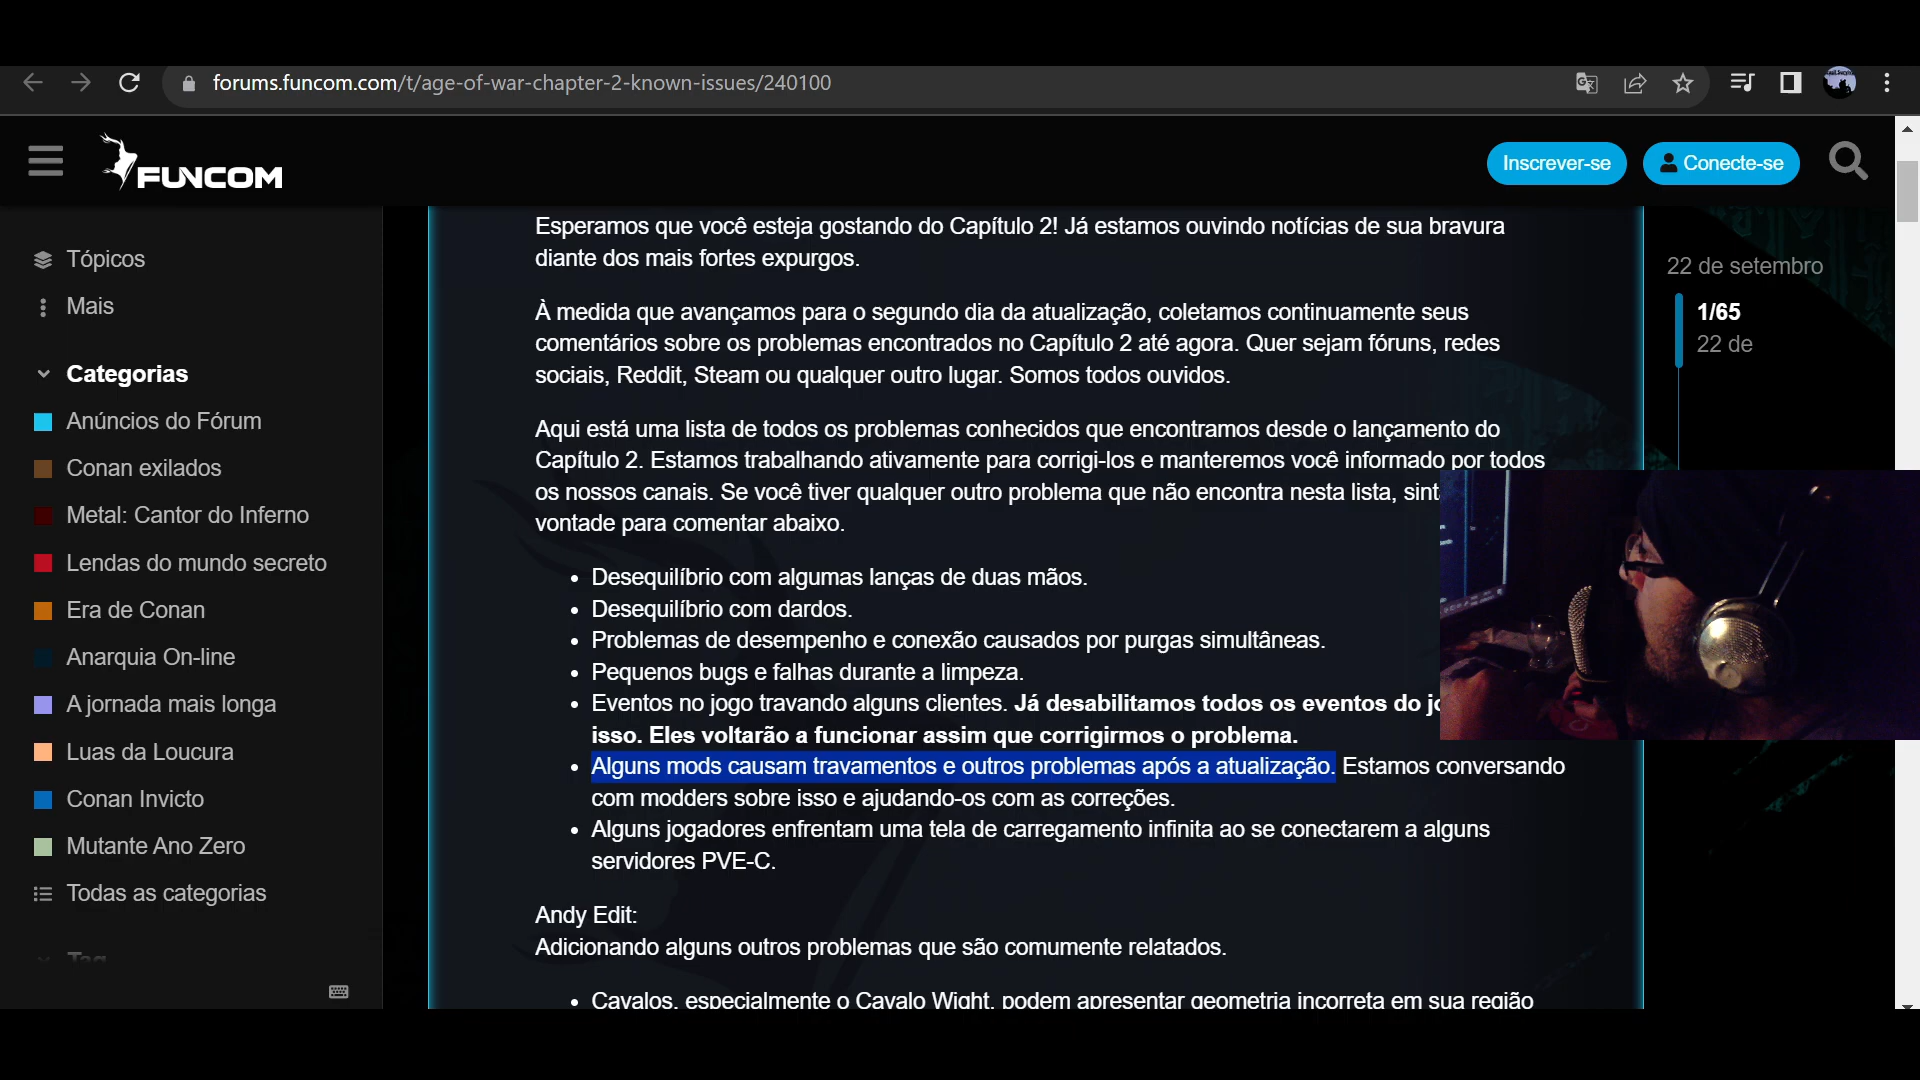 forums.funcom.com/t/age-of-war-chapter-2-known-issues/240100
FUNCOM
Inscrever-se
Conecte-se
Tópicos
Mais
Categorias
Anúncios do Fórum
Conan exilados
Metal: Cantor do Inferno
Lendas do mundo secreto
Era de Conan
Anarquia On-line
A jornada mais longa
Luas da Loucura
Conan Invicto
Mutante Ano Zero
Todas as categorias
Tag
Esperamos que você esteja gostando do Capítulo 2! Já estamos ouvindo notícias de sua bravura
diante dos mais fortes expurgos.
À medida que avançamos para o segundo dia da atualização, coletamos continuamente seus
comentários sobre os problemas encontrados no Capítulo 2 até agora. Quer sejam fóruns, redes
sociais, Reddit, Steam ou qualquer outro lugar. Somos todos ouvidos.
Aqui está uma lista de todos os problemas conhecidos que encontramos desde o lançamento do
Capítulo 2. Estamos trabalhando ativamente para corrigi-los e manteremos você informado por todos
os nossos canais. Se você tiver qualquer outro problema que não encontra nesta lista,
vontade para comentar abaixo.
• Desequilíbrio com algumas lanças de duas mãos.
• Desequilíbrio com dardos.
• Problemas de desempenho e conexão causados por purgas simultâneas.
• Pequenos bugs e falhas durante a limpeza.
• Eventos no jogo travando alguns clientes. Já desabilitamos todos os eventos do
isso. Eles voltarão a funcionar assim que corrigirmos o problema.
• Alguns mods causam travamentos e outros problemas após a atualização. Estamos conversando
com modders sobre isso e ajudando-os com as correções.
• Alguns jogadores enfrentam uma tela de carregamento infinita ao se conectarem a alguns
servidores PVE-C.
Andy Edit:
Adicionando alguns outros problemas que são comumente relatados.
• Cavalos, especialmente o Cavalo Wight, podem apresentar geometria incorreta em sua região
22 de setembro
1/65
22 de